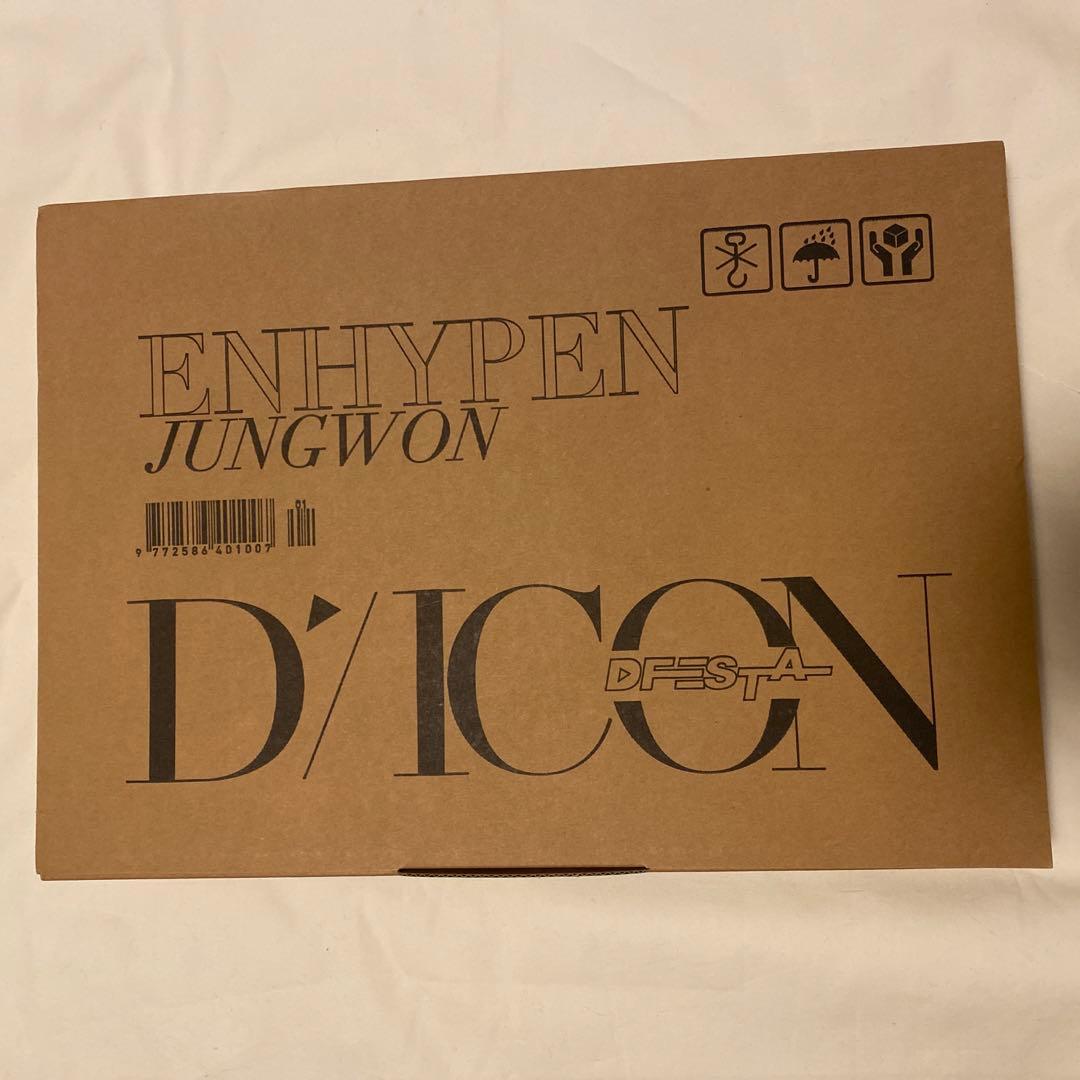 ENHYPEN
JUNGWON
01
9 772586 401007
D'/ICON
DFESTA